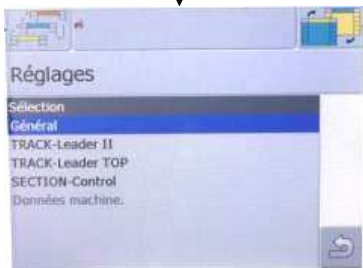 Réglages
Sélection
Général
TRACK-Leader II
TRACK-Leader TOP
SECTION-Control
Données machine.